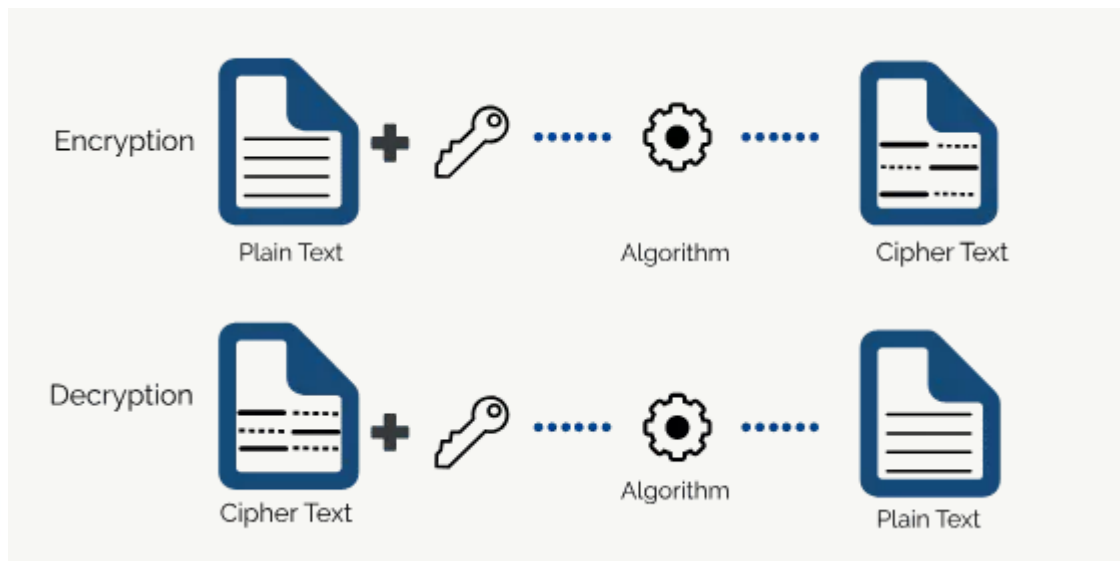 Encryption
Plain Text
Algorithm
Cipher Text
Decryption
Cipher Text
Algorithm
Plain Text